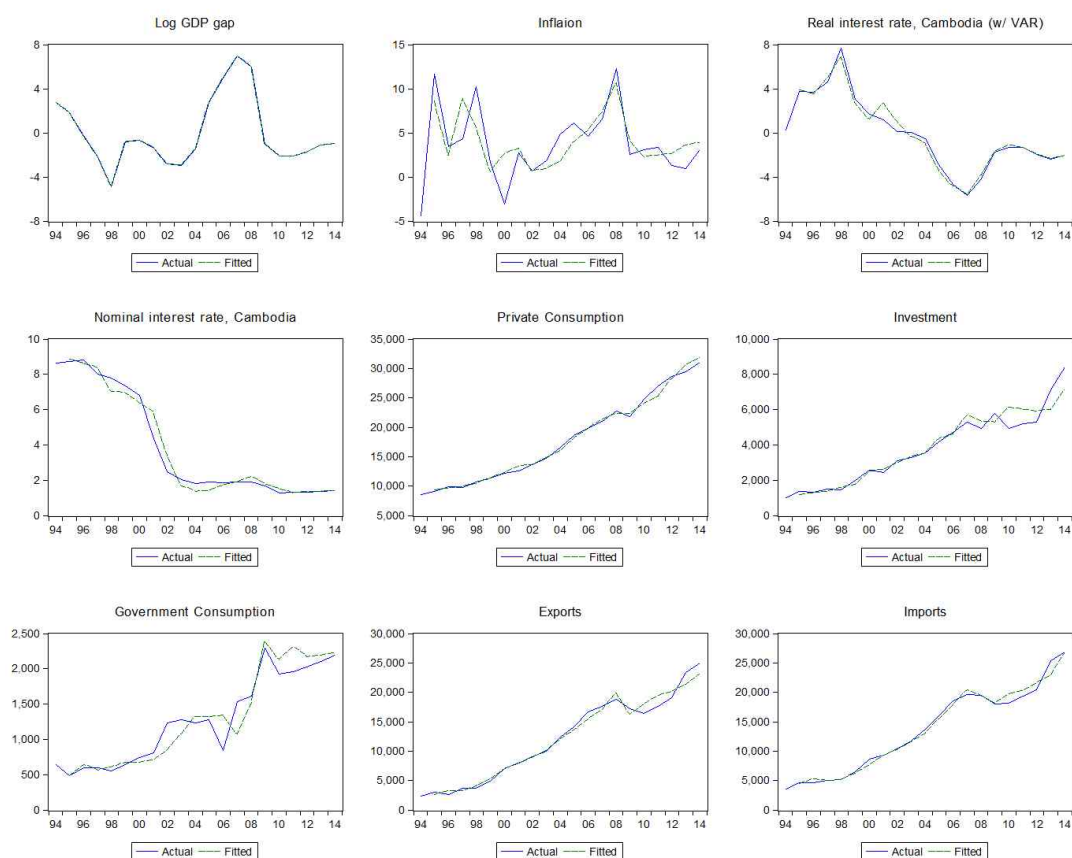 Log GDP gap
8
4
0
-4
-8
94 96 98 00 02 04 06 08 10 12 14
Actual Fitted
Inflaion
15
10
5
0
-5
94 96 98 00 02 04 06 08 10 12 14
Actual Fitted
Real interest rate, Cambodia (w/ VAR)
8
4
0
-4
-8
94 96 98 00 02 04 06 08 10 12 14
Actual Fitted
Nominal interest rate, Cambodia
10
8
6
4
2
0
94 96 98 00 02 04 06 08 10 12 14
Actual Fitted
Private Consumption
35,000
30,000
25,000
20,000
15,000
10,000
5,000
94 96 98 00 02 04 06 08 10 12 14
Actual Fitted
Investment
10,000
8,000
6,000
4,000
2,000
0
94 96 98 00 02 04 06 08 10 12 14
Actual Fitted
Government Consumption
2,500
2,000
1,500
1,000
500
0
94 96 98 00 02 04 06 08 10 12 14
Actual Fitted
Exports
30,000
25,000
20,000
15,000
10,000
5,000
0
94 96 98 00 02 04 06 08 10 12 14
Actual Fitted
Imports
30,000
25,000
20,000
15,000
10,000
5,000
0
94 96 98 00 02 04 06 08 10 12 14
Actual Fitted